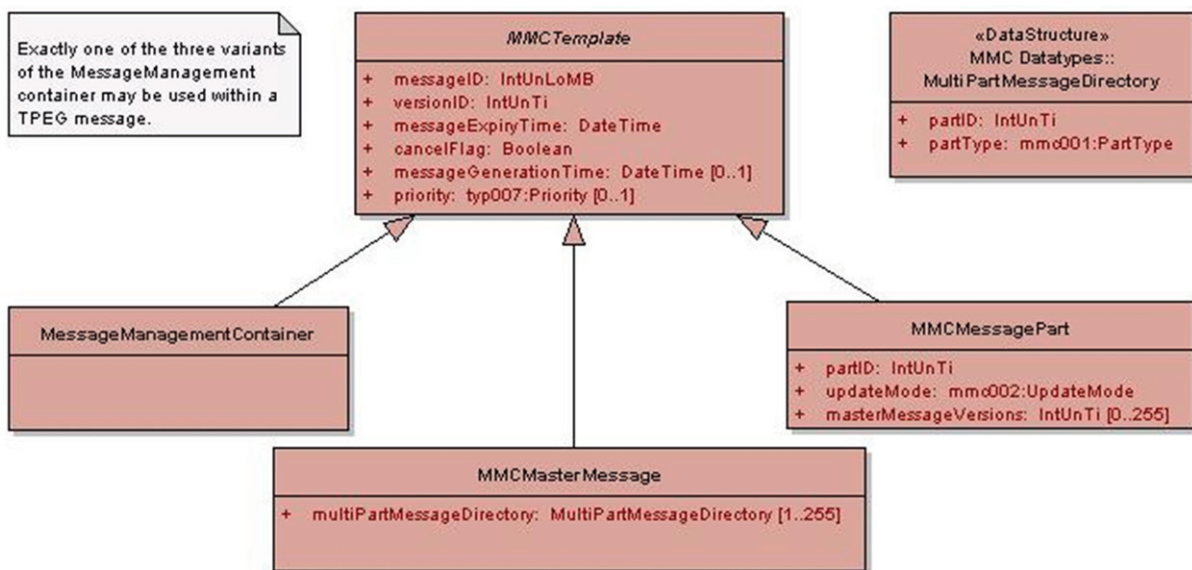 Exactly one of the three variants
of the MessageManagement
container may be used within a
TPEG message.
MMCTemplate
+ messageID: IntUnLoMB
+ versionID: IntUnTi
+ messageExpiryTime: DateTime
+ cancelFlag: Boolean
+ messageGenerationTime: DateTime [0..1]
+ priority: typ007:Priority [0..1]
«DataStructure»
MMC Datatypes::
MultiPartMessageDirectory
+ partID: IntUnTi
+ partType: mmc001:PartType
MessageManagementContainer
MMCMessagePart
+ partID: IntUnTi
+ updateMode: mmc002:UpdateMode
+ masterMessageVersions: IntUnTi [0..255]
MMCMasterMessage
+ multiPartMessageDirectory: MultiPartMessageDirectory [1..255]